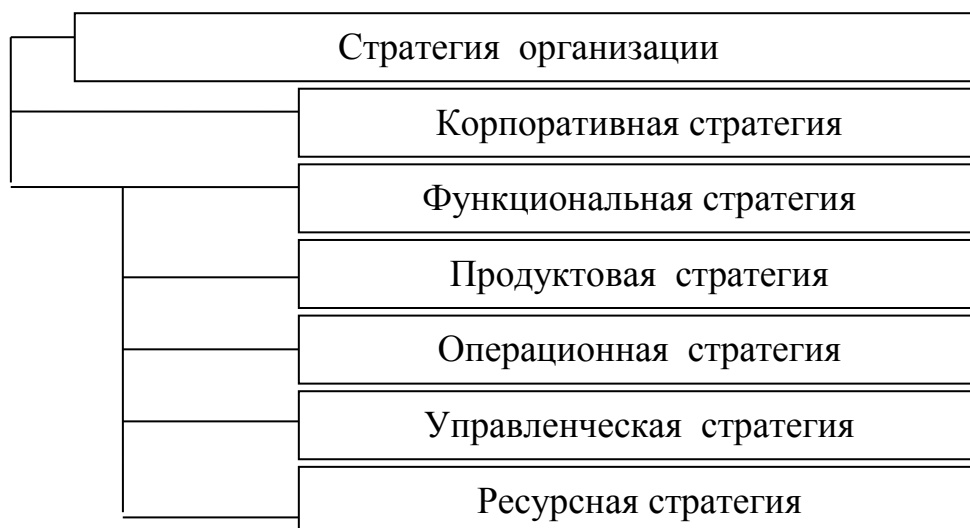 Стратегия организации
Корпоративная стратегия
Функциональная стратегия
Продуктовая стратегия
Операционная стратегия
Управленческая стратегия
Ресурсная стратегия